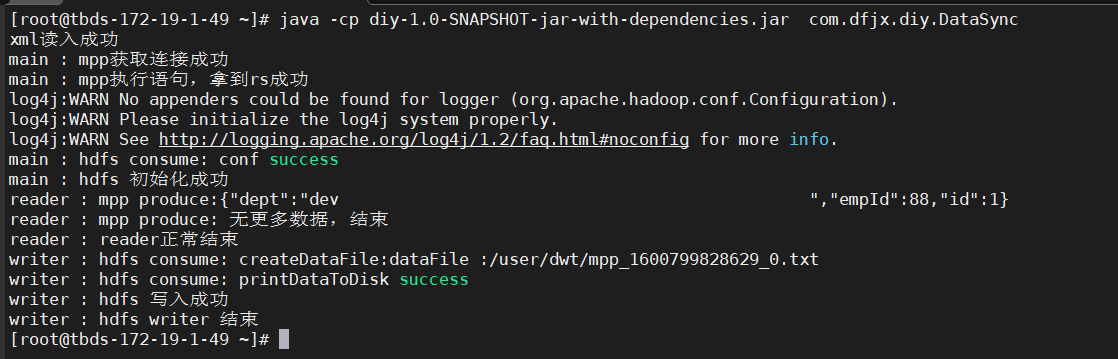 [root@tbds-172-19-1-49 ~]# java -cp diy-1.0-SNAPSHOT-jar-with-dependencies.jar  com.dfjx.diy.DataSync
xml读入成功
main : mpp获取连接成功
main : mpp执行语句，拿到rs成功
log4j:WARN No appenders could be found for logger (org.apache.hadoop.conf.Configuration).
log4j:WARN Please initialize the log4j system properly.
log4j:WARN See http://logging.apache.org/log4j/1.2/faq.html#noconfig for more info.
main : hdfs consume: conf success
main : hdfs 初始化成功
reader : mpp produce:{"dept":"dev                                               ","empId":88,"id":1}
reader : mpp produce: 无更多数据，结束
reader : reader正常结束
writer : hdfs consume: createDataFile:dataFile :/user/dwt/mpp_1600799828629_0.txt
writer : hdfs consume: printDataToDisk success
writer : hdfs 写入成功
writer : hdfs writer 结束
[root@tbds-172-19-1-49 ~]#